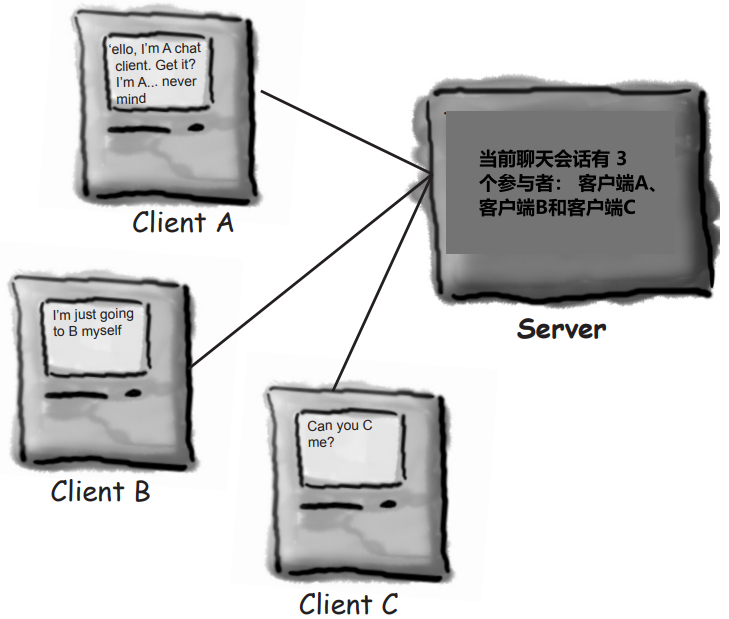 ‘ello, I’m A chat
client. Get it?
I’m A... never
mind
Client A
当前聊天会话有 3
个参与者： 客户端A、
客户端B和客户端C
Server
I’m just going
to B myself
Client B
Can you C
me?
Client C